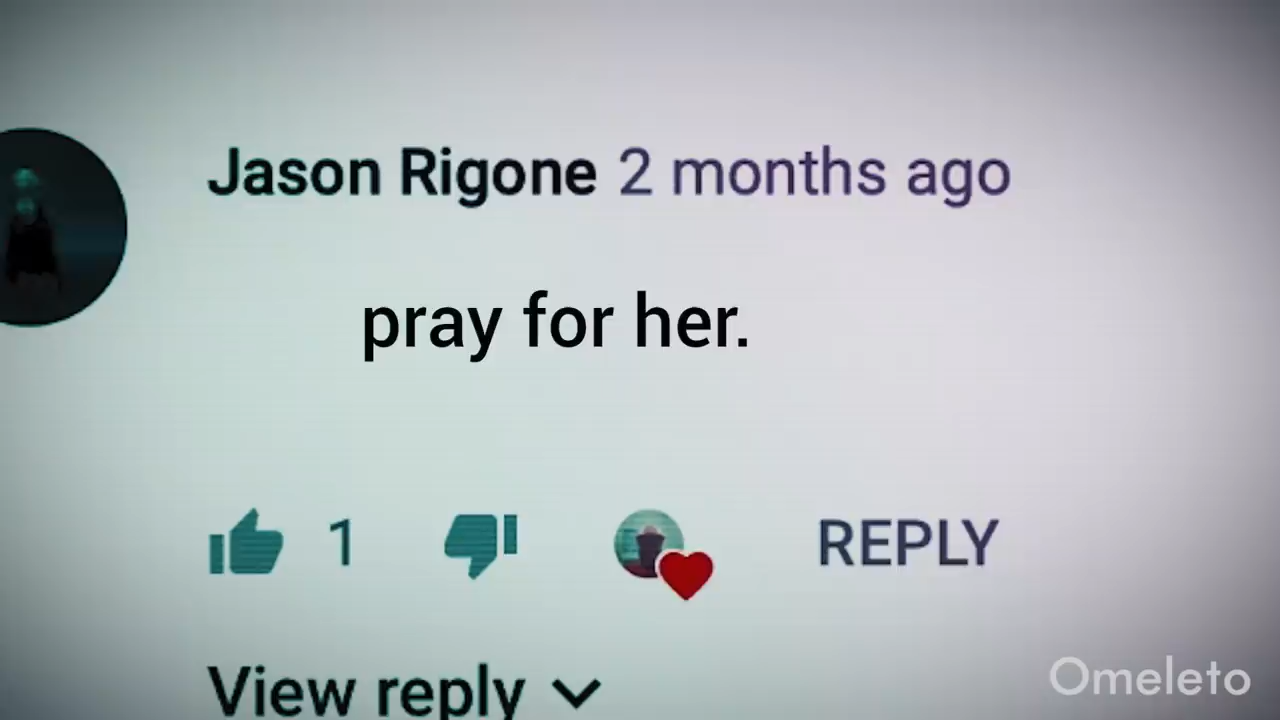 Jason Rigone 2 months ago
pray for her.
1
REPLY
View reply
Omeleto